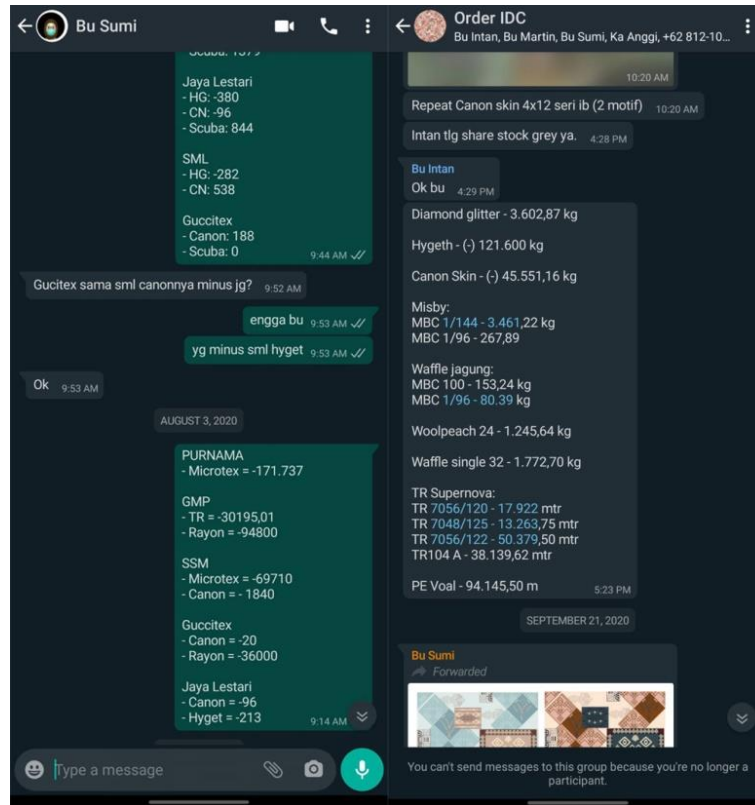 Bu Sumi
Jaya Lestari
- HG: -380
- CN: -96
- Scuba: 844
SML
- HG: -282
- CN: 538
Guccitex
- Canon: 188
- Scuba: 0
9:44 AM
Gucitex sama sml canonnya minus jg? 9:52 AM
engga bu 9:53 AM
yg minus sml hyget 9:53 AM
Ok 9:53 AM
AUGUST 3, 2020
PURNAMA
- Microtex = -171.737
GMP
- TR = -30195,01
- Rayon = -94800
SSM
- Microtex = -69710
- Canon = - 1840
Guccitex
- Canon = -20
- Rayon = -36000
Jaya Lestari
- Canon = -96
- Hyget = -213
9:14 AM
Type a message
Order IDC
Bu Intan, Bu Martin, Bu Sumi, Ka Anggi, +62 812-10...
10:20 AM
Repeat Canon skin 4x12 seri ib (2 motif) 10:20 AM
Intan tlg share stock grey ya. 4:28 PM
Bu Intan
Ok bu 4:29 PM
Diamond glitter - 3.602,87 kg
Hygeth - (-) 121.600 kg
Canon Skin - (-) 45.551,16 kg
Misby:
MBC 1/144 - 3.461,22 kg
MBC 1/96 - 267,89
Waffle jagung:
MBC 100 - 153,24 kg
MBC 1/96 - 80.39 kg
Woolpeach 24 - 1.245,64 kg
Waffle single 32 - 1.772,70 kg
TR Supernova:
TR 7056/120 - 17.922 mtr
TR 7048/125 - 13.263,75 mtr
TR 7056/122 - 50.379,50 mtr
TR104 A - 38.139,62 mtr
PE Voal - 94.145,50 m
5:23 PM
SEPTEMBER 21, 2020
Bu Sumi
Forwarded
You can't send messages to this group because you're no longer a
participant.